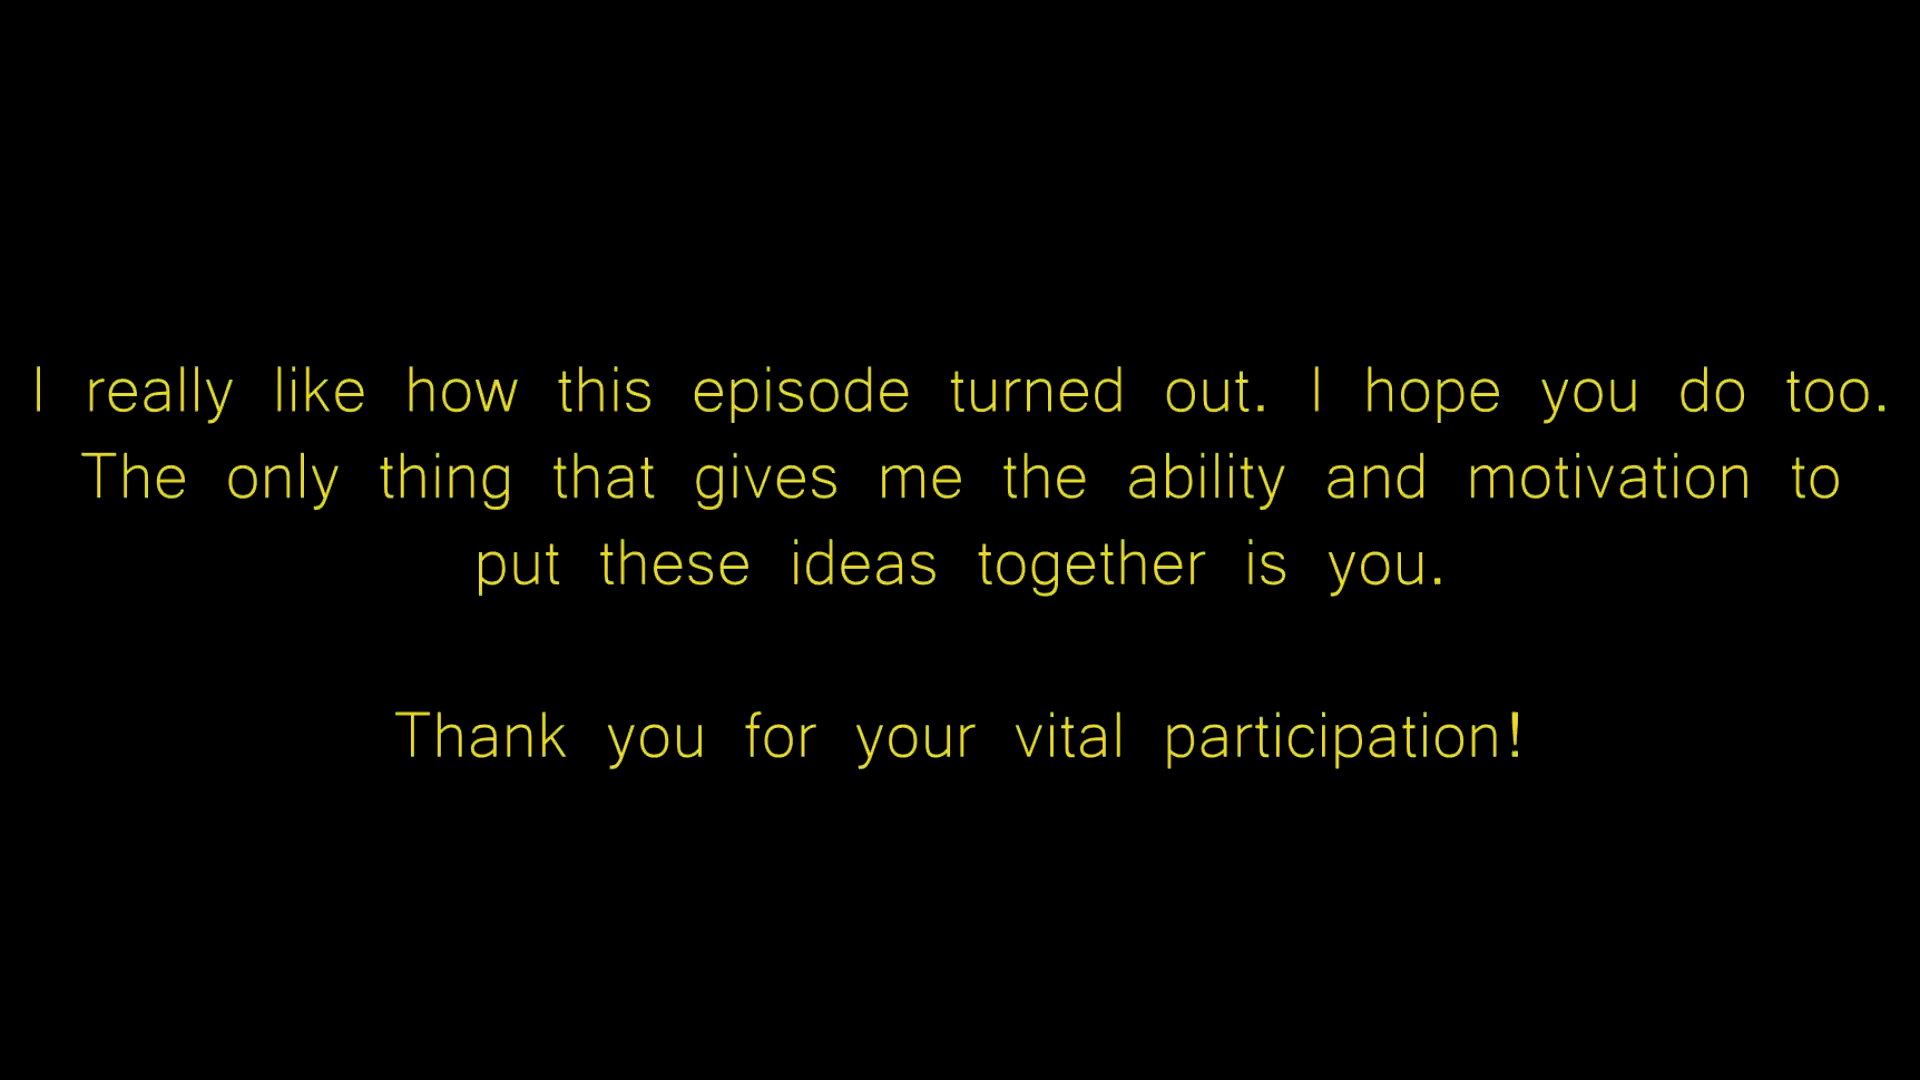 I really like how this episode turned out. I hope you do too.
The only thing that gives me the ability and motivation to
put these ideas together is you.
Thank you for your vital participation!